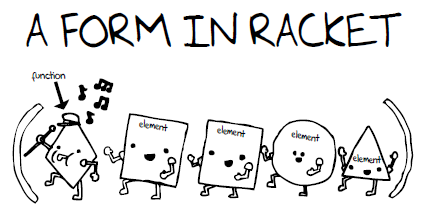 A FORM IN RACKET
function
element
element
element
element